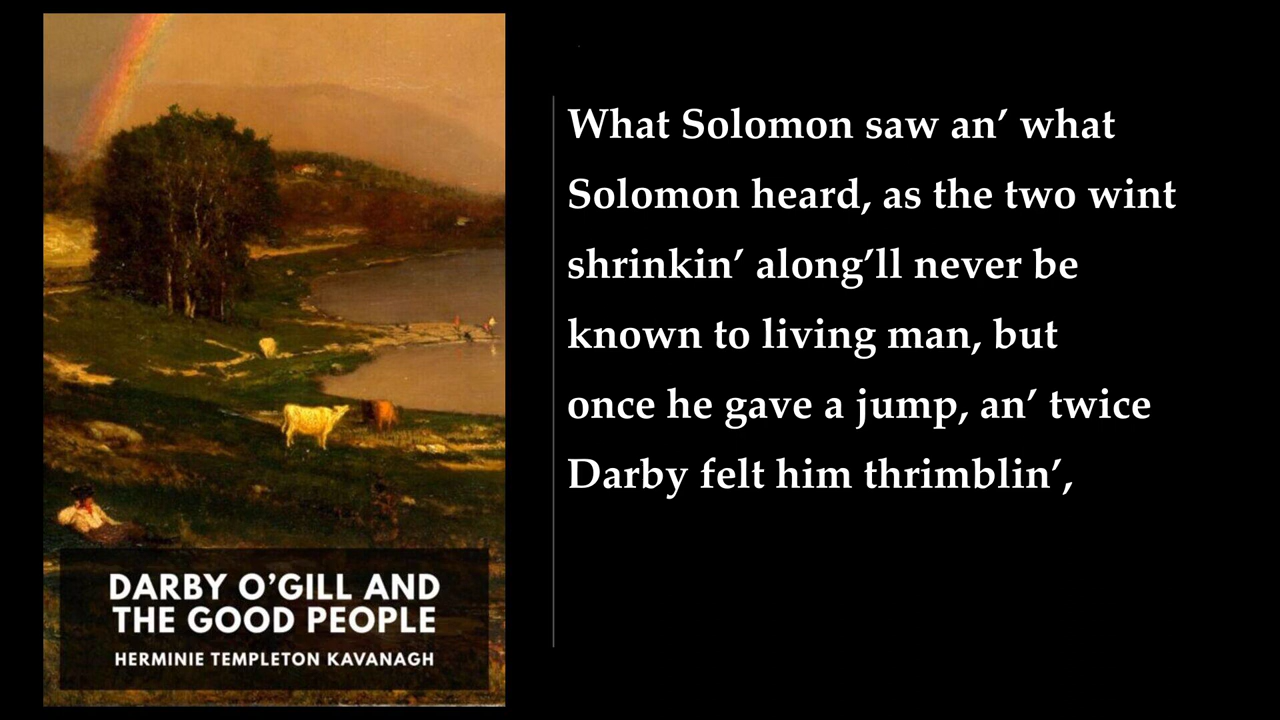 What Solomon saw an’ what
Solomon heard, as the two wint
shrinkin’ along’ll never be
known to living man, but
once he gave a jump, an’ twice
Darby felt him thrimblin’,
DARBY O’GILL AND
THE GOOD PEOPLE
HERMINIE TEMPLETON KAVANAGH